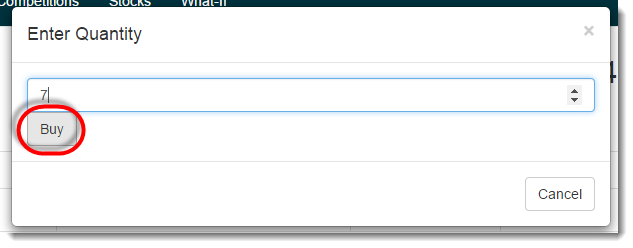 Competitions Stocks What-If
Enter Quantity ×
7
Buy
Cancel